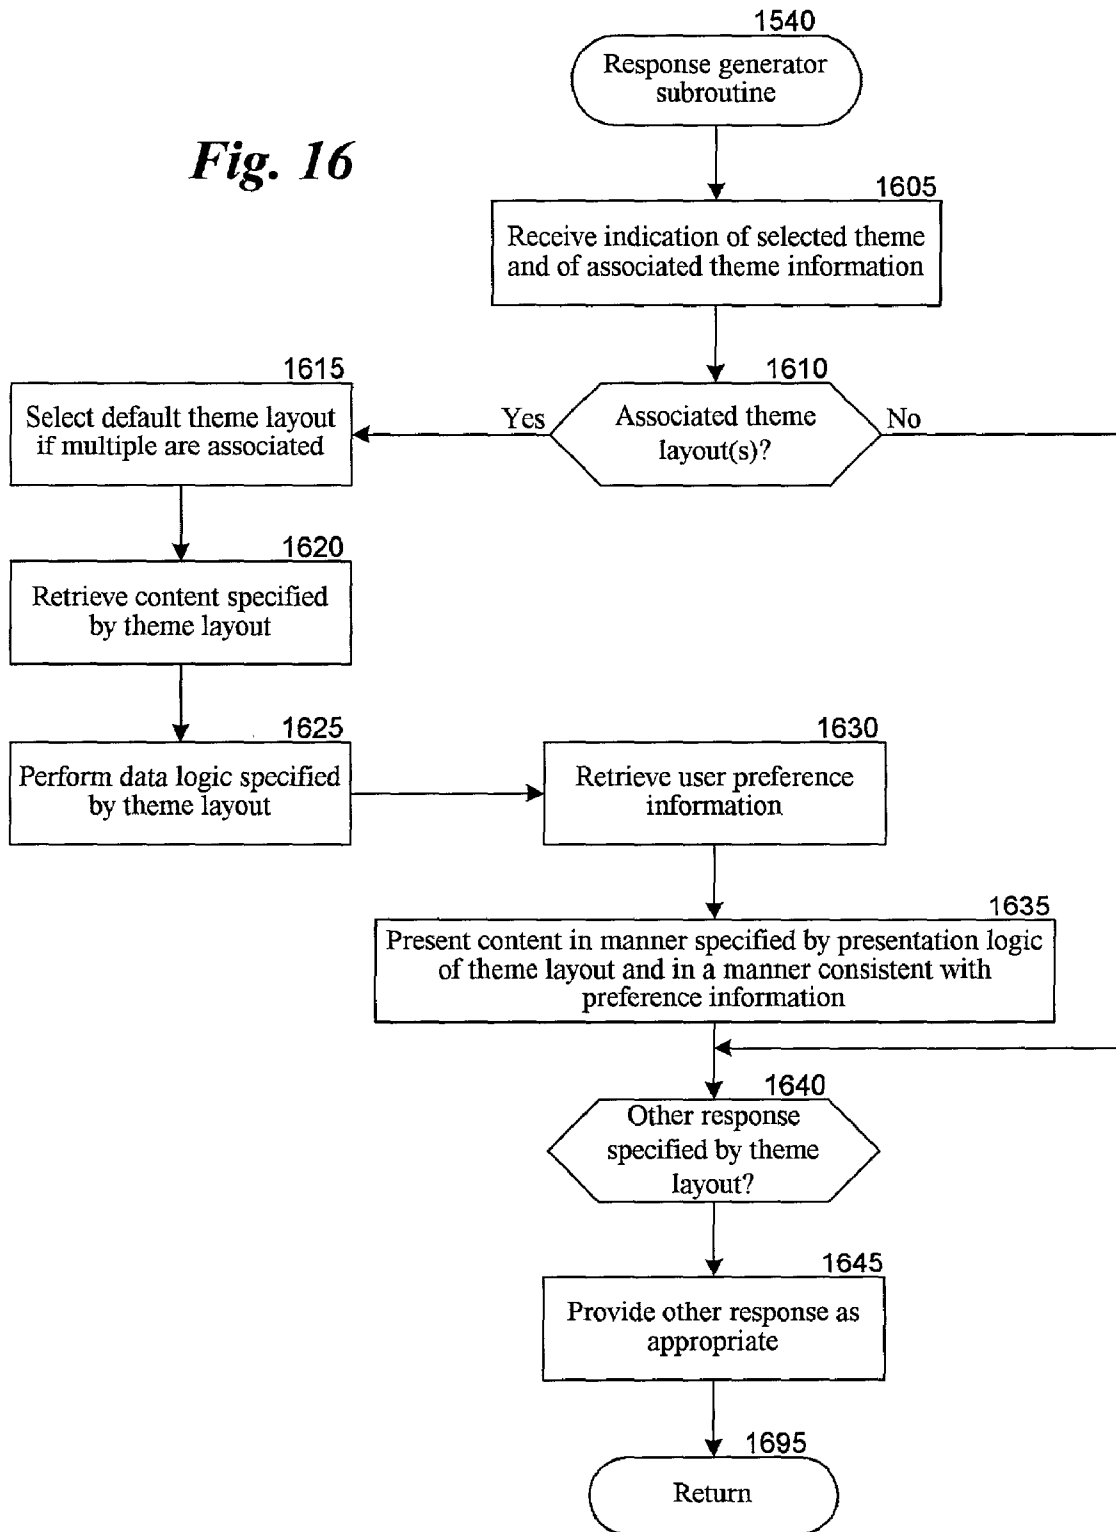 1540
Response generator
subroutine
Fig. 16
1605
Receive indication of selected theme
and of associated theme information
1610
Associated theme
layout(s)?
Yes
No
1615
Select default theme layout
if multiple are associated
1620
Retrieve content specified
by theme layout
1625
Perform data logic specified
by theme layout
1630
Retrieve user preference
information
1635
Present content in manner specified by presentation logic
of theme layout and in a manner consistent with
preference information
1640
Other response
specified by theme
layout?
1645
Provide other response as
appropriate
1695
Return